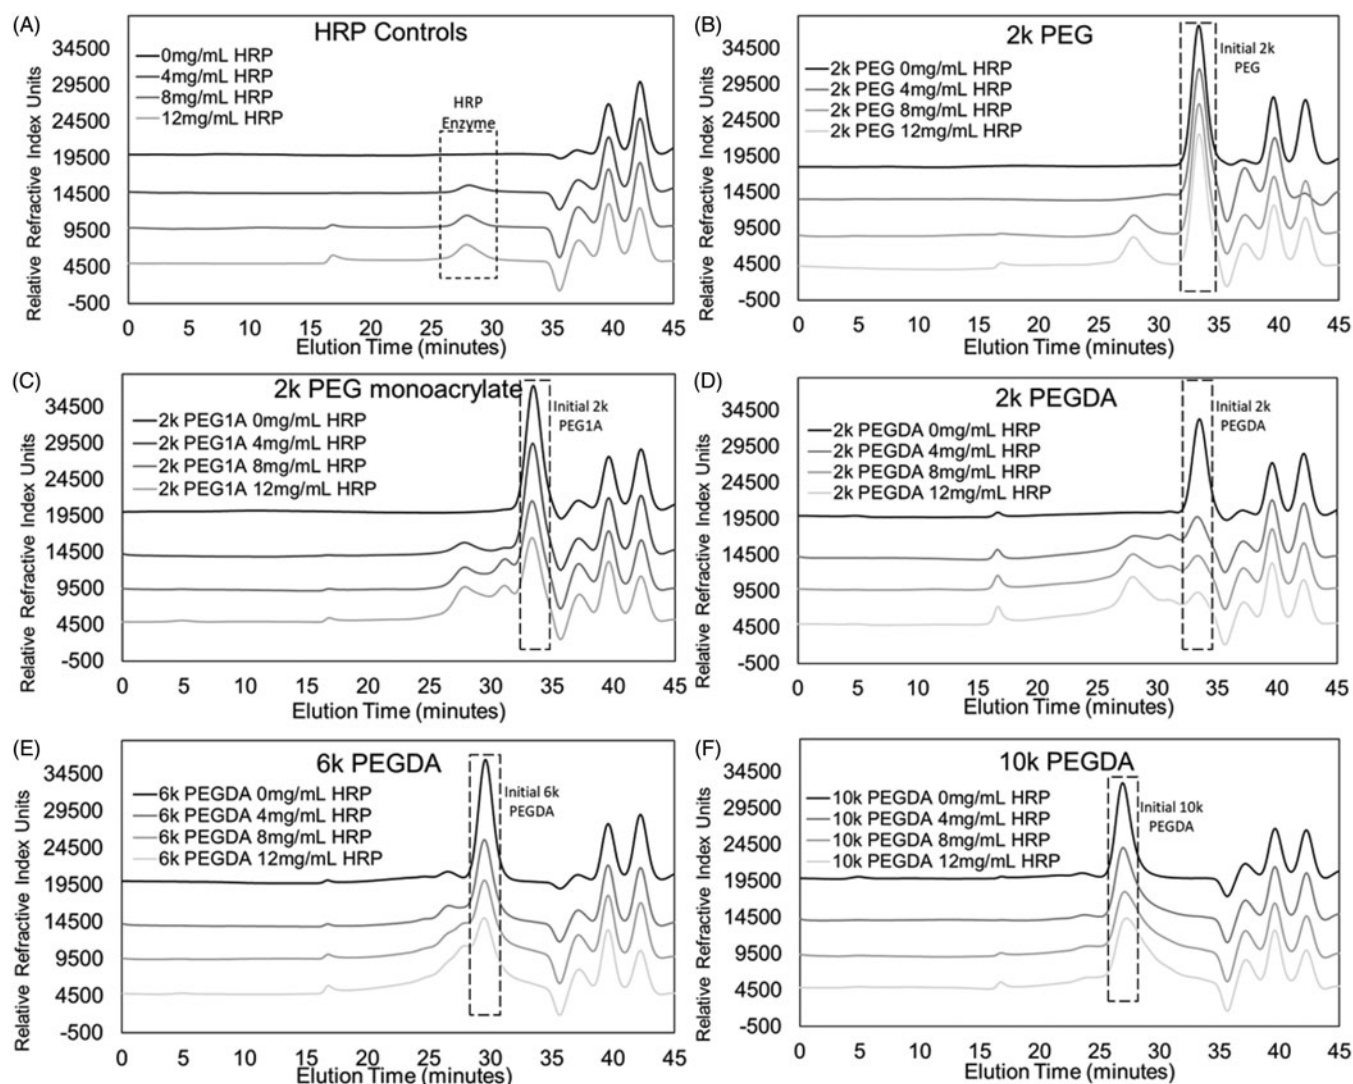 (A)
HRP Controls
34500
29500
24500
19500
14500
9500
4500
-500
Relative Refractive Index Units
0mg/mL HRP
4mg/mL HRP
8mg/mL HRP
12mg/mL HRP
HRP
Enzyme
0 5 10 15 20 25 30 35 40 45
Elution Time (minutes)
(B)
2k PEG
34500
29500
24500
19500
14500
9500
4500
-500
Relative Refractive Index Units
2k PEG 0mg/mL HRP
2k PEG 4mg/mL HRP
2k PEG 8mg/mL HRP
2k PEG 12mg/mL HRP
Initial 2k
PEG
0 5 10 15 20 25 30 35 40 45
Elution Time (minutes)
(C)
2k PEG monoacrylate
34500
29500
24500
19500
14500
9500
4500
-500
Relative Refractive Index Units
2k PEG1A 0mg/mL HRP
2k PEG1A 4mg/mL HRP
2k PEG1A 8mg/mL HRP
2k PEG1A 12mg/mL HRP
Initial 2k
PEG1A
0 5 10 15 20 25 30 35 40 45
Elution Time (minutes)
(D)
2k PEGDA
34500
29500
24500
19500
14500
9500
4500
-500
Relative Refractive Index Units
2k PEGDA 0mg/mL HRP
2k PEGDA 4mg/mL HRP
2k PEGDA 8mg/mL HRP
2k PEGDA 12mg/mL HRP
Initial 2k
PEGDA
0 5 10 15 20 25 30 35 40 45
Elution Time (minutes)
(E)
6k PEGDA
34500
29500
24500
19500
14500
9500
4500
-500
Relative Refractive Index Units
6k PEGDA 0mg/mL HRP
6k PEGDA 4mg/mL HRP
6k PEGDA 8mg/mL HRP
6k PEGDA 12mg/mL HRP
Initial 6k
PEGDA
0 5 10 15 20 25 30 35 40 45
Elution Time (minutes)
(F)
10k PEGDA
34500
29500
24500
19500
14500
9500
4500
-500
Relative Refractive Index Units
10k PEGDA 0mg/mL HRP
10k PEGDA 4mg/mL HRP
10k PEGDA 8mg/mL HRP
10k PEGDA 12mg/mL HRP
Initial 10k
PEGDA
0 5 10 15 20 25 30 35 40 45
Elution Time (minutes)